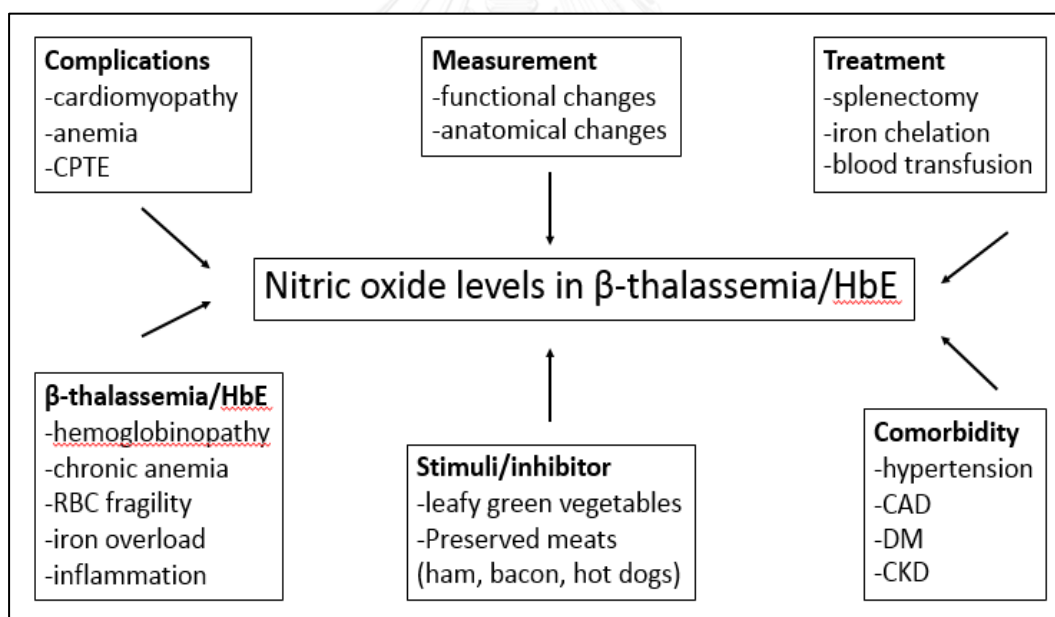 Complications
-cardiomyopathy
-anemia
-CPTE
Measurement
-functional changes
-anatomical changes
Treatment
-splenectomy
-iron chelation
-blood transfusion
Nitric oxide levels in β-thalassemia/HbE
β-thalassemia/HbE
-hemoglobinopathy
-chronic anemia
-RBC fragility
-iron overload
-inflammation
Stimuli/inhibitor
-leafy green vegetables
-Preserved meats
(ham, bacon, hot dogs)
Comorbidity
-hypertension
-CAD
-DM
-CKD